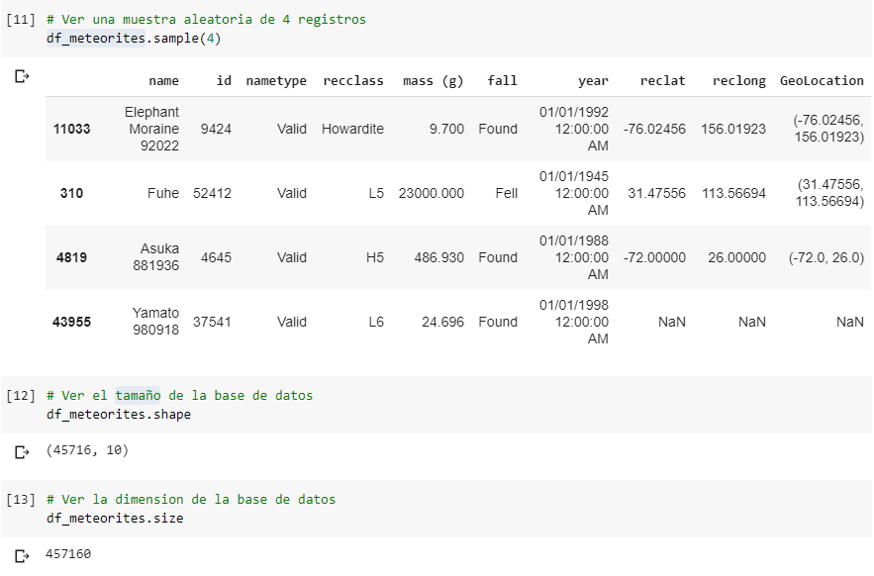 [11] # Ver una muestra aleatoria de 4 registros
df_meteorites.sample(4)
name id nametype recclass mass (g) fall year reclat reclong GeoLocation
11033 Elephant Moraine 92022 9424 Valid Howardite 9.700 Found 01/01/1992 12:00:00 AM -76.02456 156.01923 (-76.02456, 156.01923)
310 Fuhe 52412 Valid L5 23000.000 Fell 01/01/1945 12:00:00 AM 31.47556 113.56694 (31.47556, 113.56694)
4819 Asuka 881936 4645 Valid H5 486.930 Found 01/01/1988 12:00:00 AM -72.00000 26.00000 (-72.0, 26.0)
43955 Yamato 980918 37541 Valid L6 24.696 Found 01/01/1998 12:00:00 AM NaN NaN NaN
[12] # Ver el tamaño de la base de datos
df_meteorites.shape
(45716, 10)
[13] # Ver la dimension de la base de datos
df_meteorites.size
457160